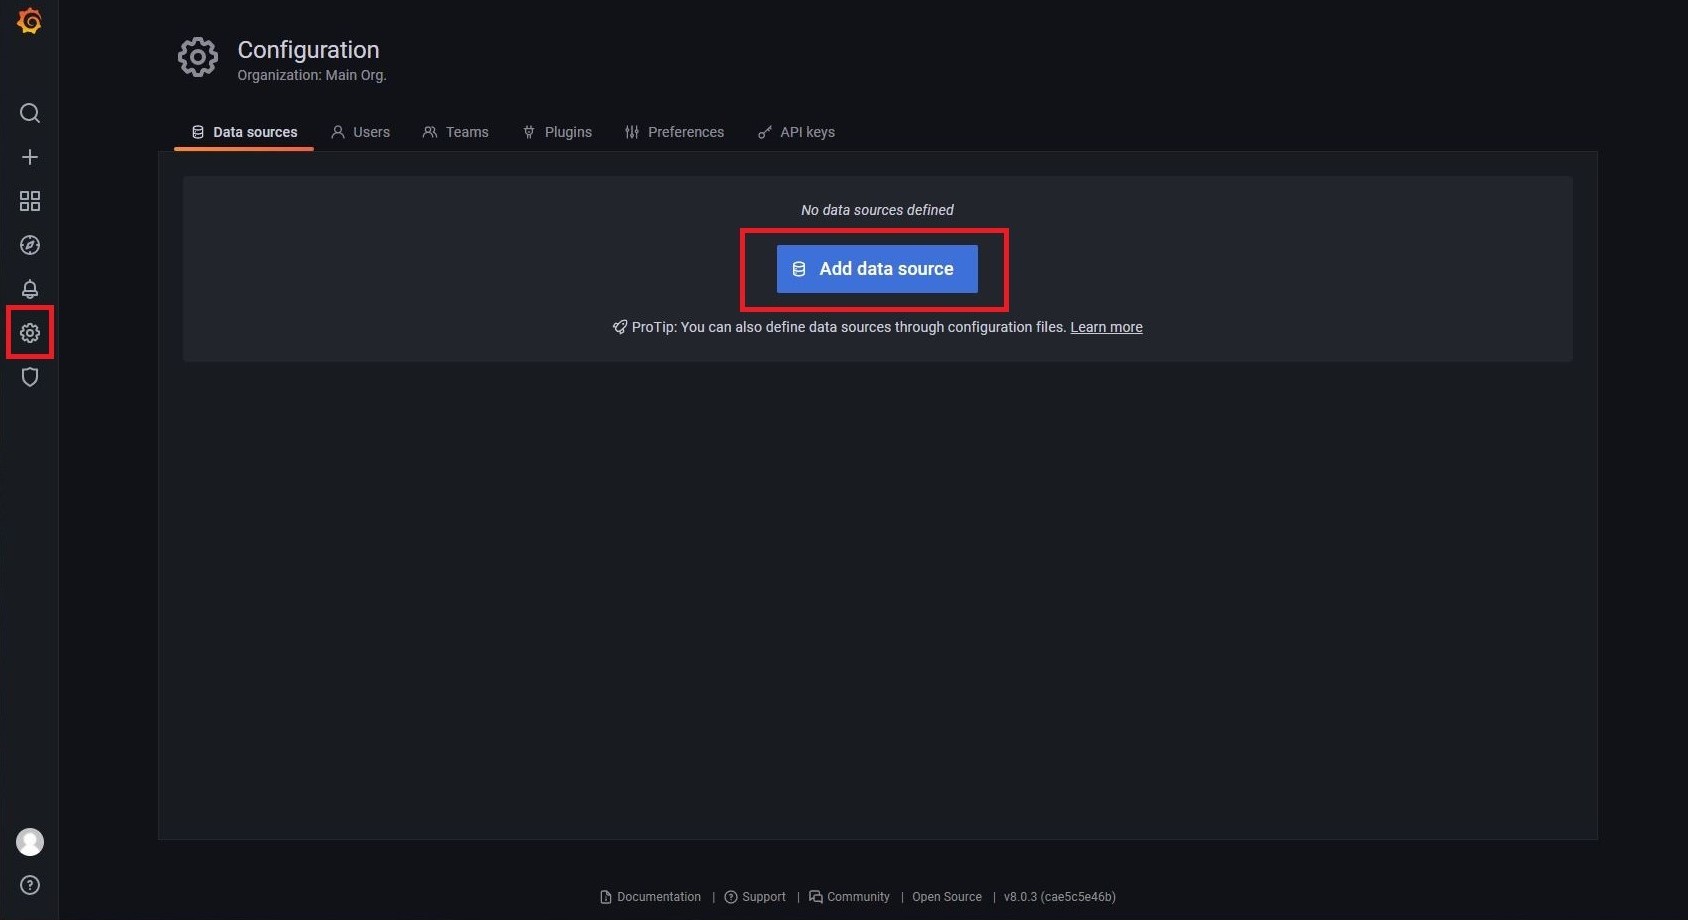 Configuration
Organization: Main Org.
Data sources Users Teams Plugins Preferences API keys
No data sources defined
Add data source
ProTip: You can also define data sources through configuration files. Learn more
Documentation | Support | Community | Open Source | v8.0.3 (cae5c5e46b)